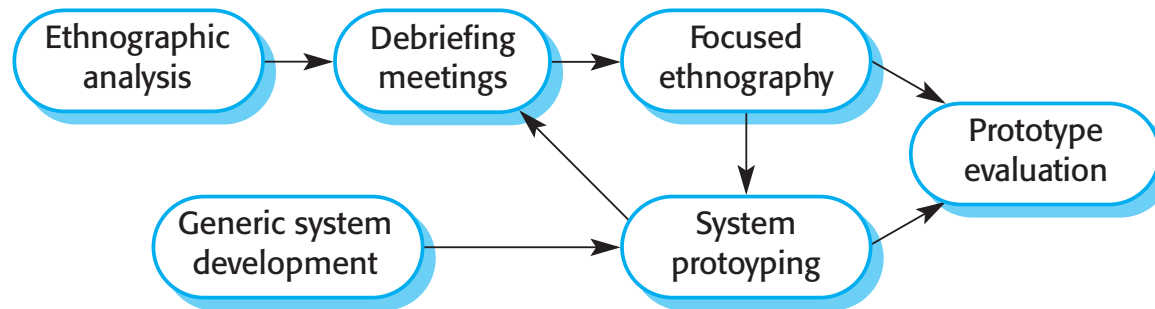 Ethnographic
analysis
Debriefing
meetings
Focused
ethnography
Prototype
evaluation
Generic system
development
System
protoyping